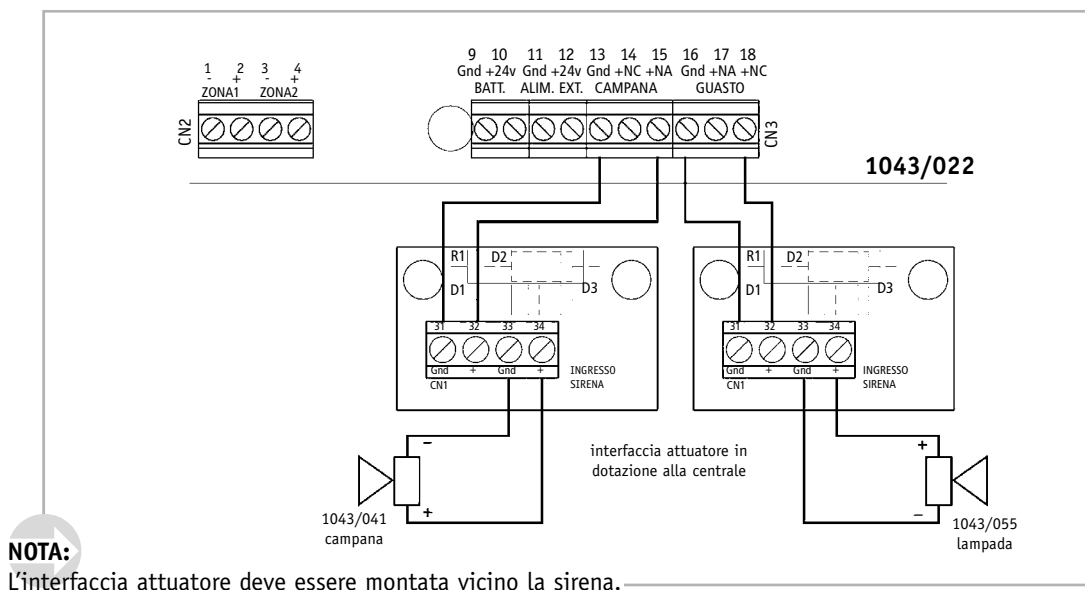 1 2 3 4
- + - +
ZONA1 ZONA2
CN2
9 10 11 12 13 14 15 16 17 18
Gnd +24v Gnd +24v Gnd +NC +NA Gnd +NA +NC
BATT. ALIM. EXT. CAMPANA GUASTO
CN3
1043/022
R1 D2
D1 D3
31 32 33 34
Gnd + Gnd +
CN1
INGRESSO
SIRENA
R1 D2
D1 D3
31 32 33 34
Gnd + Gnd +
CN1
INGRESSO
SIRENA
interfaccia attuatore in
dotazione alla centrale
-
+
1043/041
campana
+
-
1043/055
lampada
NOTA:
L'interfaccia attuatore deve essere montata vicino la sirena.